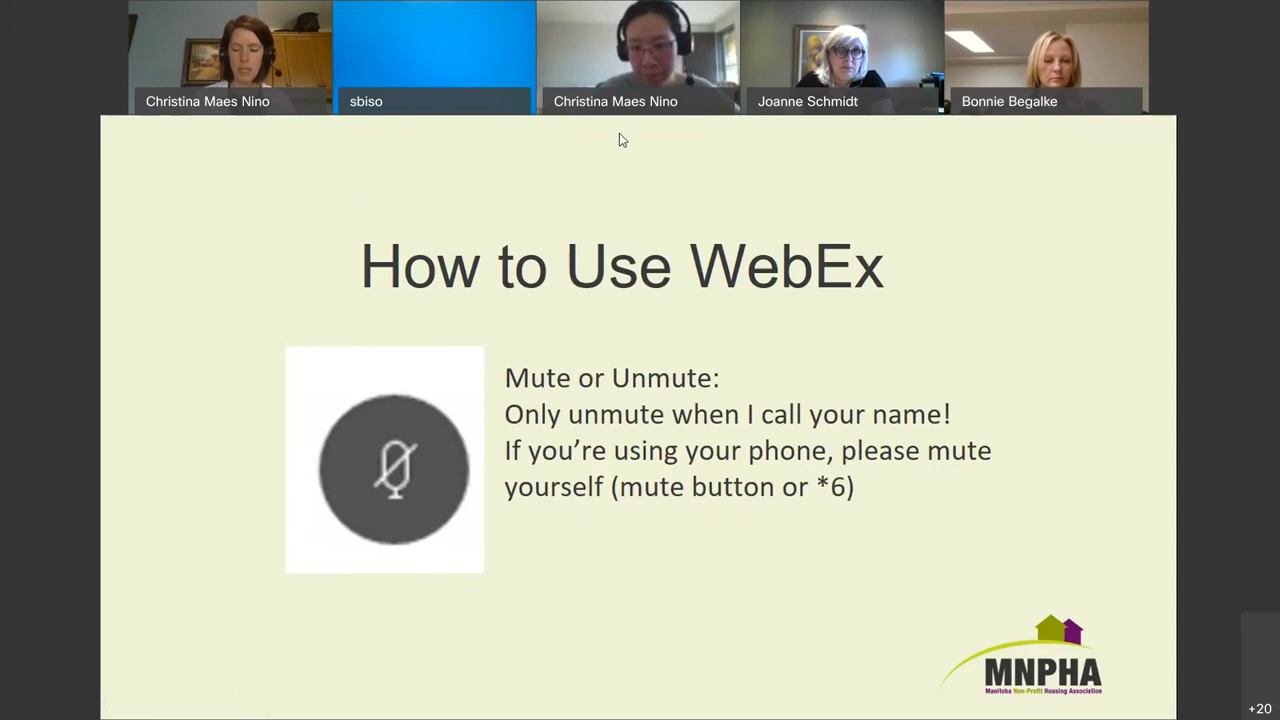 Christina Maes Nino
sbiso
Christina Maes Nino
Joanne Schmidt
Bonnie Begalke
How to Use WebEx
Mute or Unmute:
Only unmute when I call your name!
If you’re using your phone, please mute
yourself (mute button or *6)
MNPHA
Manitoba Non-Profit Housing Association
+20